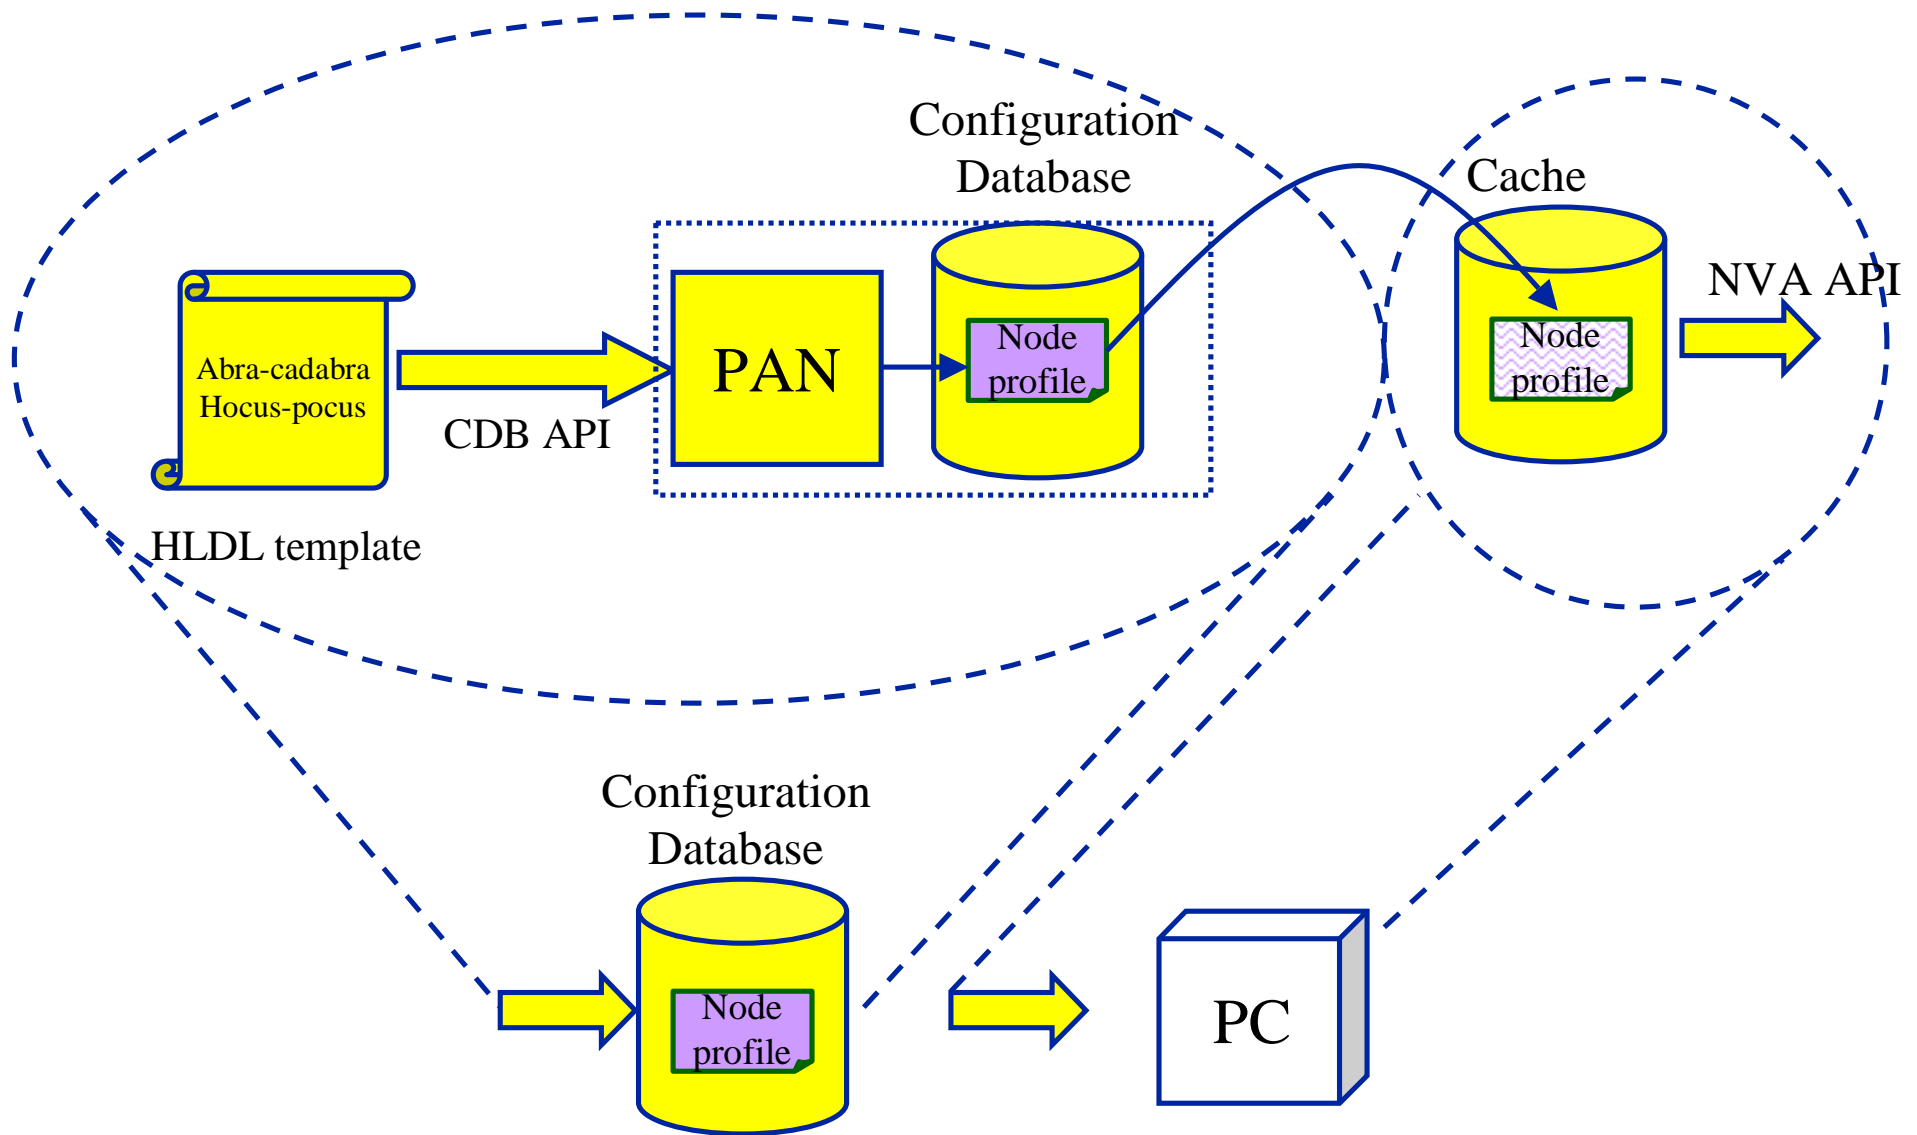 Configuration
Database
Cache
NVA API
Abra-cadabra
Hocus-pocus
CDB API
PAN
Node
profile
Node
profile
HLDL template
Configuration
Database
Node
profile
PC